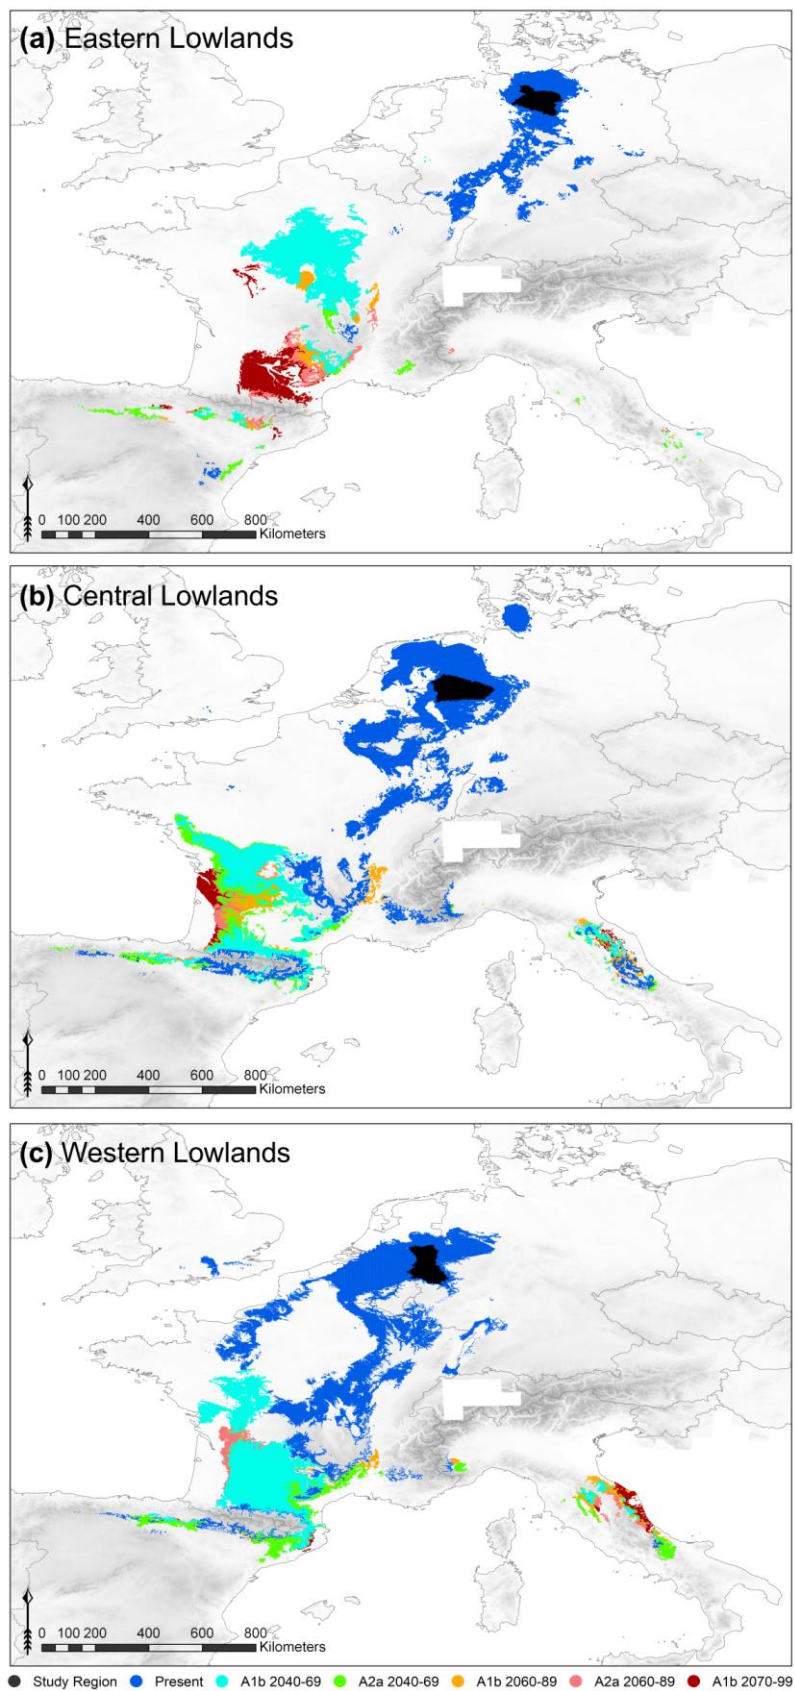 (a) Eastern Lowlands
0 100 200 400 600 800
Kilometers
(b) Central Lowlands
0 100 200 400 600 800
Kilometers
(c) Western Lowlands
0 100 200 400 600 800
Kilometers
Study Region Present A1b 2040-69 A2a 2040-69 A1b 2060-89 A2a 2060-89 A1b 2070-99